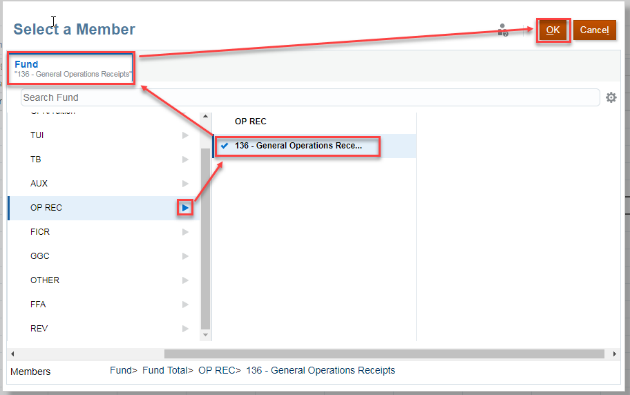 Select a Member
OK
Cancel
Fund
"136 - General Operations Receipts"
Search Fund
TUI
TB
AUX
OP REC
FICR
GGC
OTHER
FFA
REV
OP REC
136 - General Operations Rece...
Members
Fund> Fund Total> OP REC> 136 - General Operations Receipts